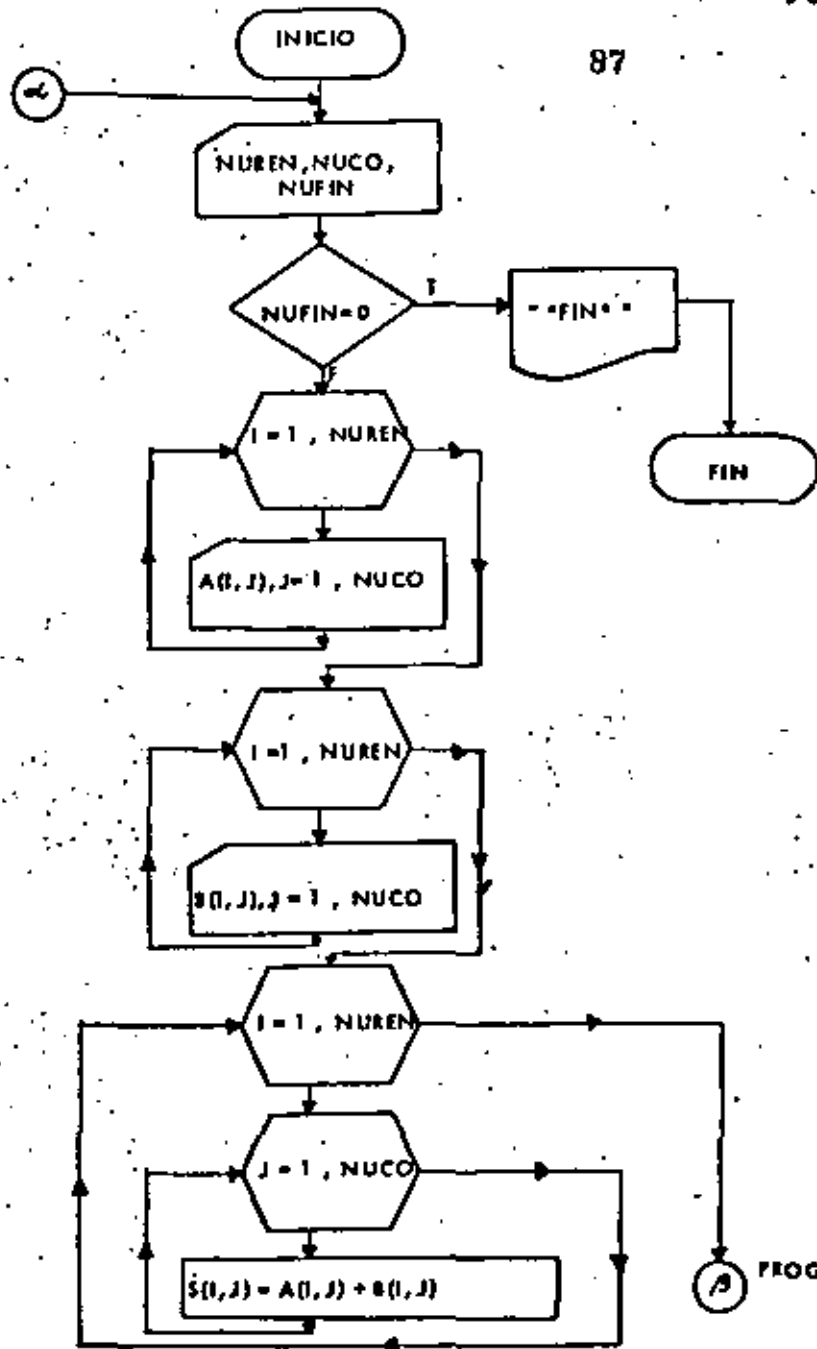 INICIO
87
α
NUREN, NUCO,
NUFIN
NUFIN=0
T
"*FIN*"
F
FIN
I = 1 , NUREN
A(I,J),J=1 , NUCO
I =1 , NUREN
B(I,J),J=1 , NUCO
I = 1 , NUREN
J = 1 , NUCO
S(I,J) = A(I,J) + B(I,J)
β
PROG